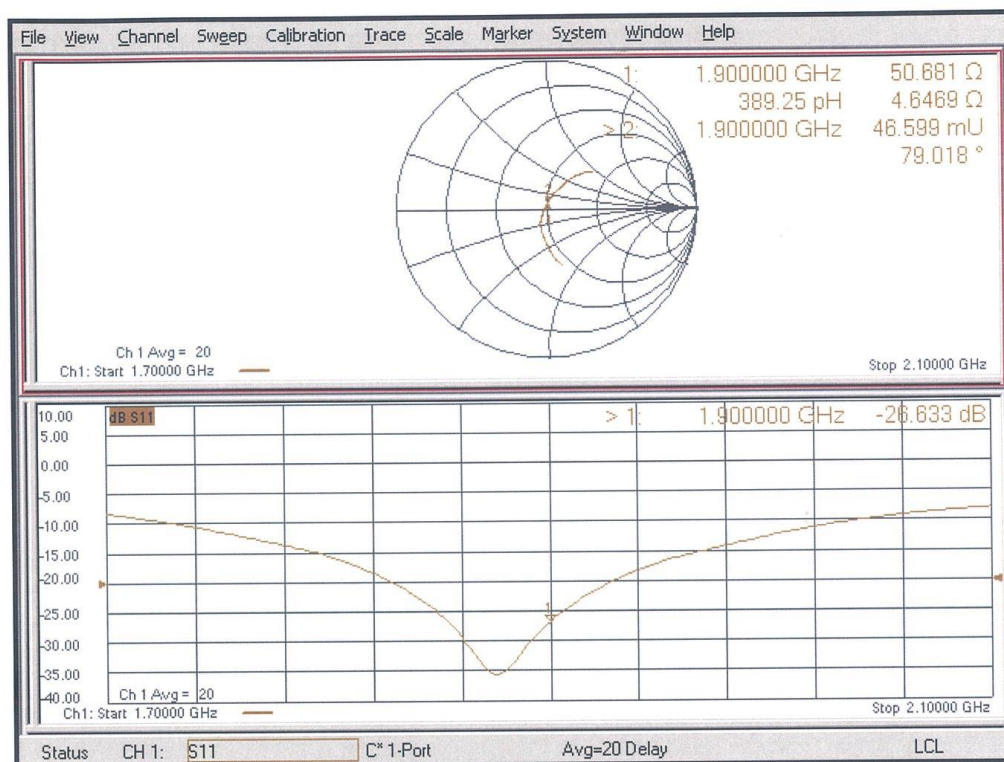 File View Channel Sweep Calibration Trace Scale Marker System Window Help
1: 1.900000 GHz 50.681 Ω
389.25 pH 4.6469 Ω
> 2: 1.900000 GHz 46.599 mU
79.018 °
Ch 1 Avg = 20
Ch1: Start 1.70000 GHz
Stop 2.10000 GHz
dB S11
> 1: 1.900000 GHz -26.633 dB
10.00
5.00
0.00
-5.00
-10.00
-15.00
-20.00
-25.00
-30.00
-35.00
-40.00
1
Ch 1 Avg = 20
Ch1: Start 1.70000 GHz
Stop 2.10000 GHz
Status CH 1: S11 C* 1-Port Avg=20 Delay LCL